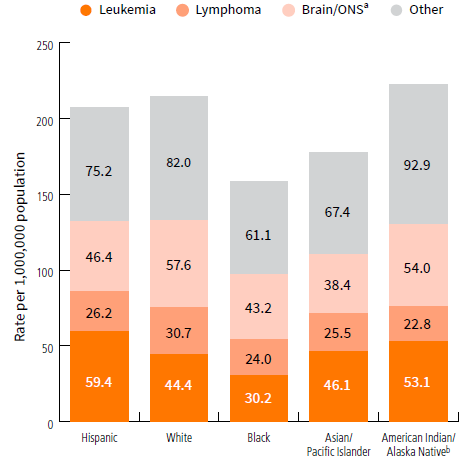 Leukemia Lymphoma Brain/ONSª Other
Rate per 1,000,000 population
250
200
150
100
50
0
75.2 82.0 61.1 67.4 92.9
46.4 57.6 43.2 38.4 54.0
26.2 30.7 24.0 25.5 22.8
59.4 44.4 30.2 46.1 53.1
Hispanic White Black Asian/ American Indian/
Pacific Islander Alaska Nativeᵇ